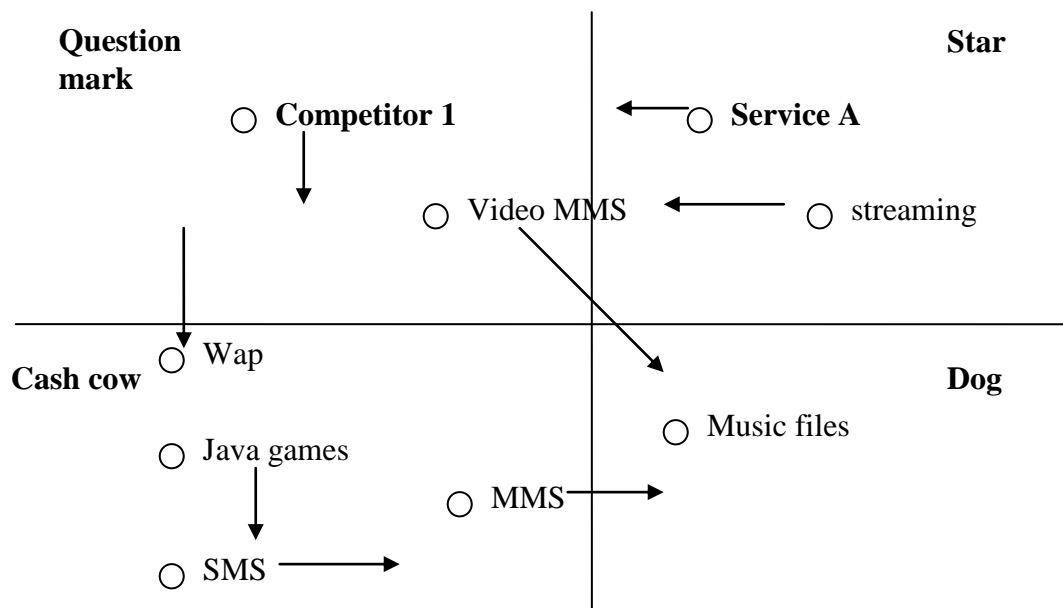 Question
mark
Star
Competitor 1
Service A
Video MMS
streaming
Wap
Cash cow
Dog
Java games
Music files
MMS
SMS